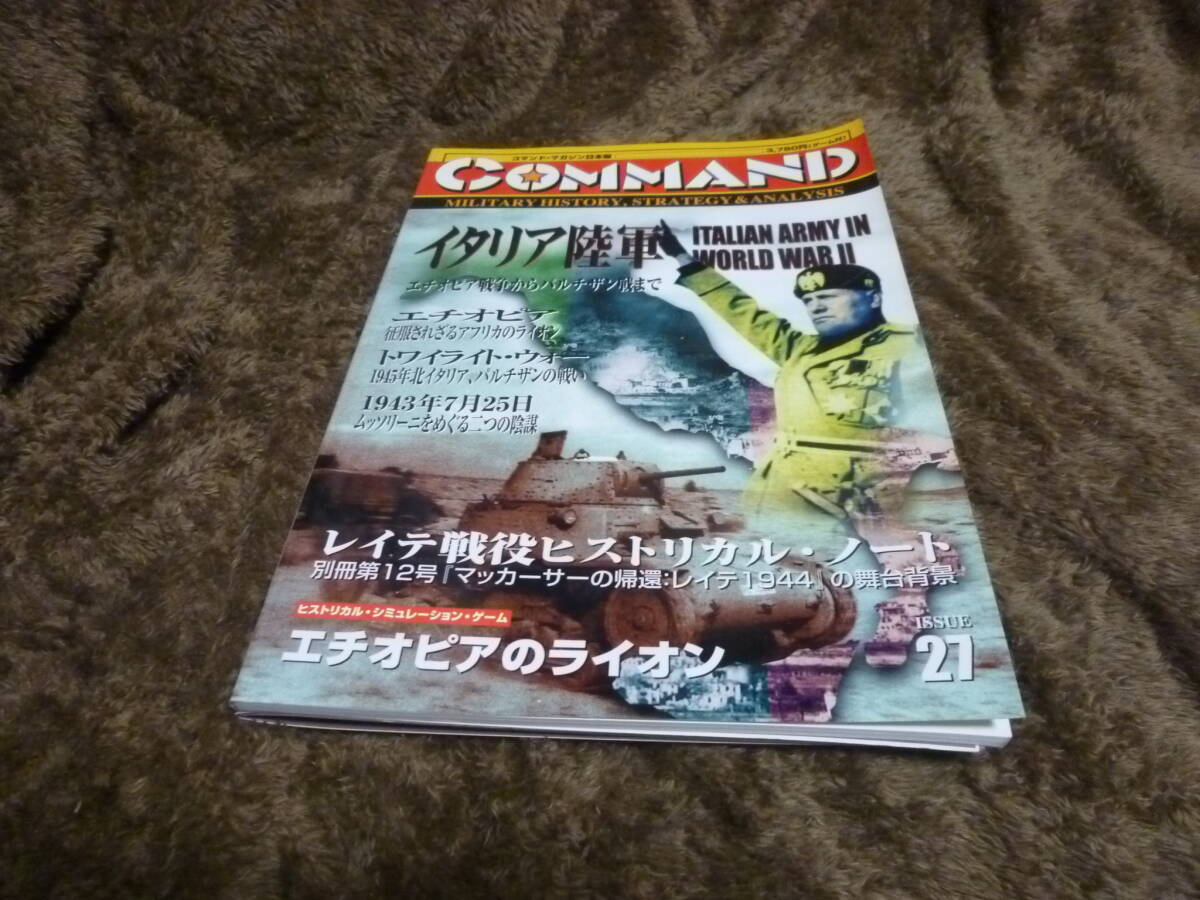 コマンド・マガジン日本版
3,780円(ゲーム付)
COMMAND
MILITARY HISTORY, STRATEGY & ANALYSIS
イタリア陸軍
ITALIAN ARMY IN
WORLD WAR II
エチオピア戦争からパルチザン戦まで
エチオピア
征服されざるアフリカのライオン
トワイライト・ウォー
1945年北イタリア、パルチザンの戦い
1943年7月25日
ムッソリーニをめぐる二つの陰謀
レイテ戦役ヒストリカル・ノート
別冊第12号『マッカーサーの帰還:レイテ1944』の舞台背景
ヒストリカル・シミュレーション・ゲーム
エチオピアのライオン
ISSUE
27